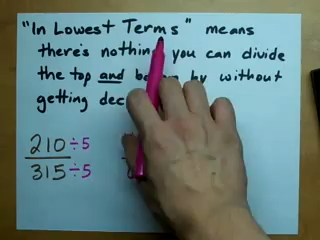 "In Lowest Terms" means
there's nothing you can divide
the top and by without
getting
210 ÷5
315 ÷5